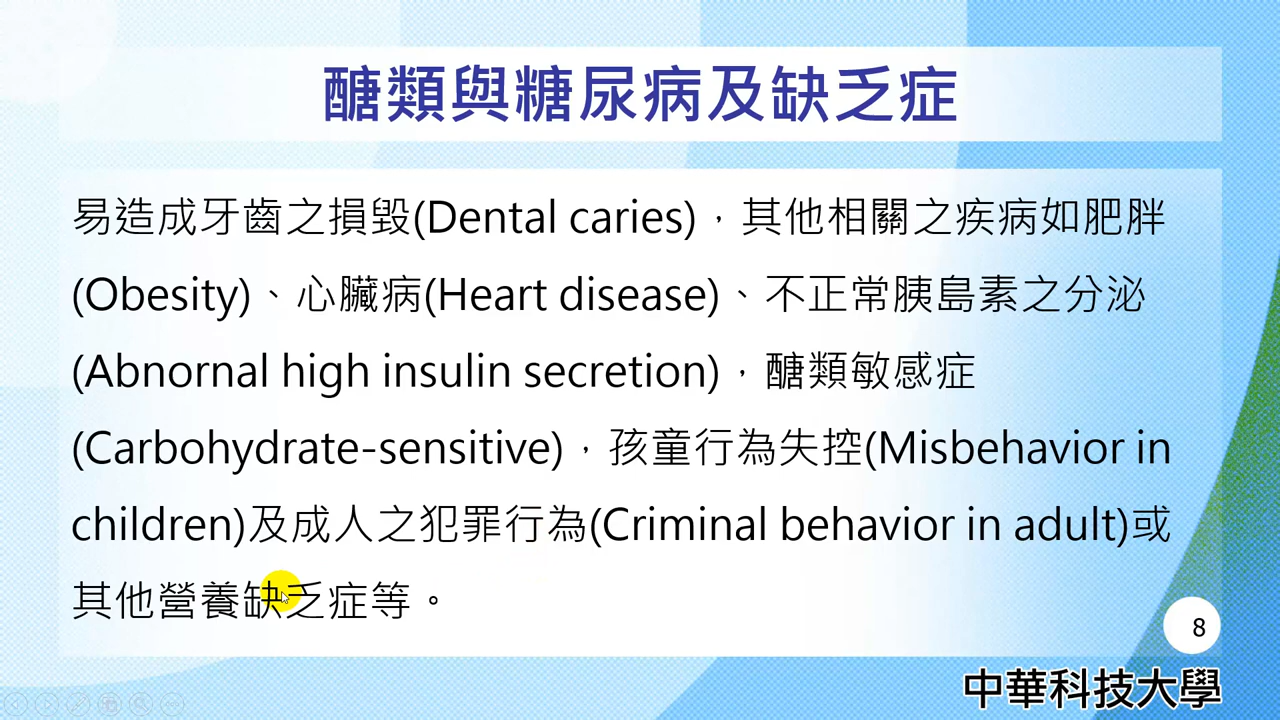 醣類與糖尿病及缺乏症
易造成牙齒之損毀(Dental caries)，其他相關之疾病如肥胖
(Obesity)、心臟病(Heart disease)、不正常胰島素之分泌
(Abnornal high insulin secretion)，醣類敏感症
(Carbohydrate-sensitive)，孩童行為失控(Misbehavior in
children)及成人之犯罪行為(Criminal behavior in adult)或
其他營養缺乏症等。
8
中華科技大學